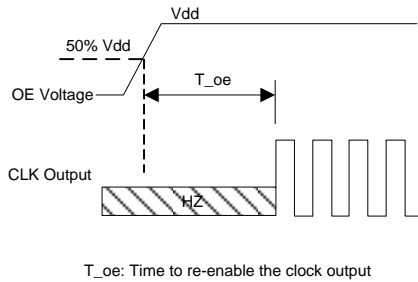 Vdd
50% Vdd
T_oe
OE Voltage
CLK Output
HZ
T_oe: Time to re-enable the clock output